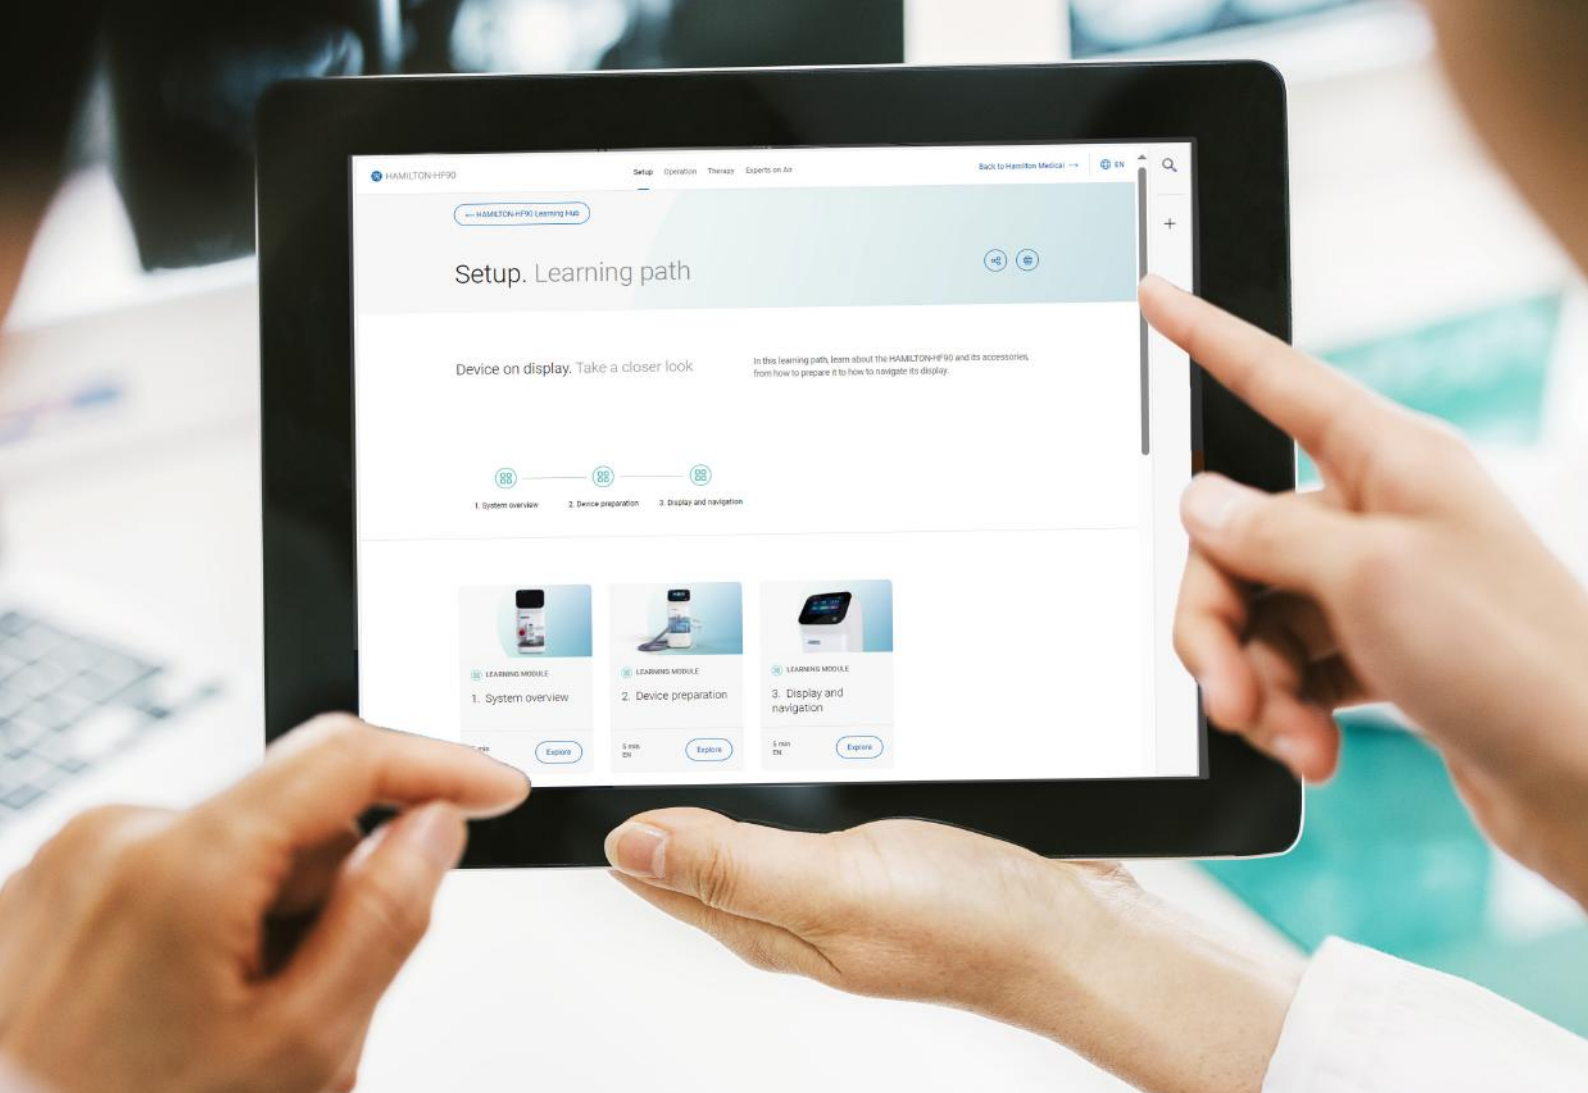 HAMILTON-HF90
Setup Operation Therapy Experts on Air
Back to Hamilton Medical →
EN
← HAMILTON-HF90 Learning Hub
Setup. Learning path
Device on display. Take a closer look
In this learning path, learn about the HAMILTON-HF90 and its accessories,
from how to prepare it to how to navigate its display.
1. System overview
2. Device preparation
3. Display and navigation
LEARNING MODULE
1. System overview
min
Explore
LEARNING MODULE
2. Device preparation
5 min
EN
Explore
LEARNING MODULE
3. Display and
navigation
5 min
EN
Explore